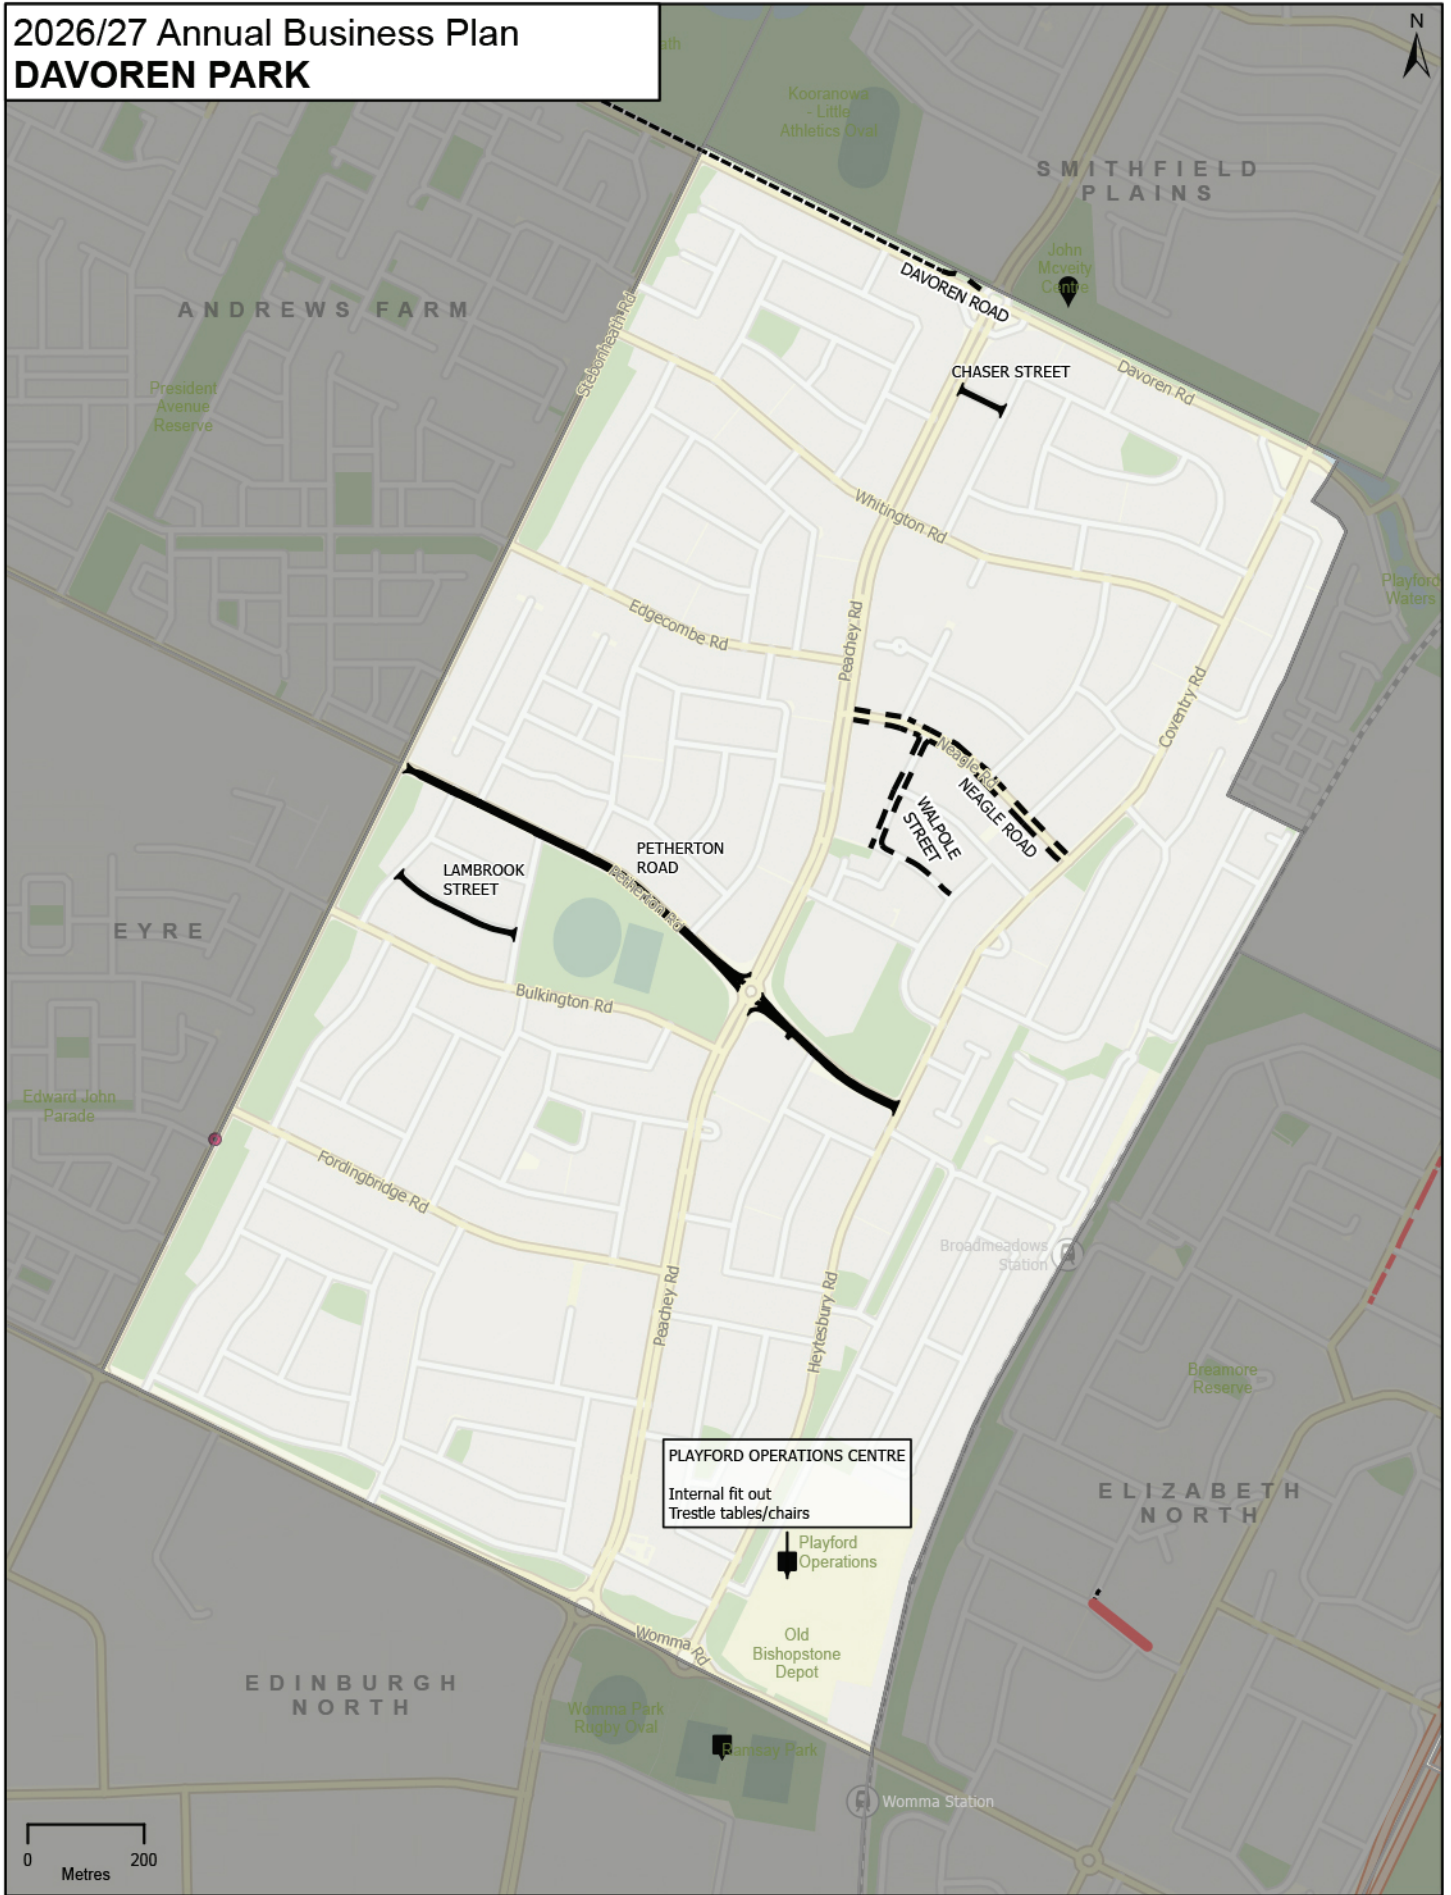 2026/27 Annual Business Plan
DAVOREN PARK
N
Kooranowa
- Little
Athletics Oval
SMITHFIELD
PLAINS
John
Mcveity
Centre
DAVOREN ROAD
ANDREWS FARM
Stebonheath Rd
CHASER STREET
Davoren Rd
President
Avenue
Reserve
Whitington Rd
Playford
Waters
Edgecombe Rd
Peachey Rd
Coventry Rd
Neagle Rd
NEAGLE ROAD
WALPOLE
STREET
PETHERTON
ROAD
Petherton Rd
LAMBROOK
STREET
EYRE
Bulkington Rd
Edward John
Parade
Fordingbridge Rd
Broadmeadows
Station
Peachey Rd
Heytesbury Rd
Breamore
Reserve
PLAYFORD OPERATIONS CENTRE
Internal fit out
Trestle tables/chairs
ELIZABETH
NORTH
Playford
Operations
Old
Bishopstone
Depot
Womma Rd
EDINBURGH
NORTH
Womma Park
Rugby Oval
Ramsay Park
Womma Station
0 200
Metres